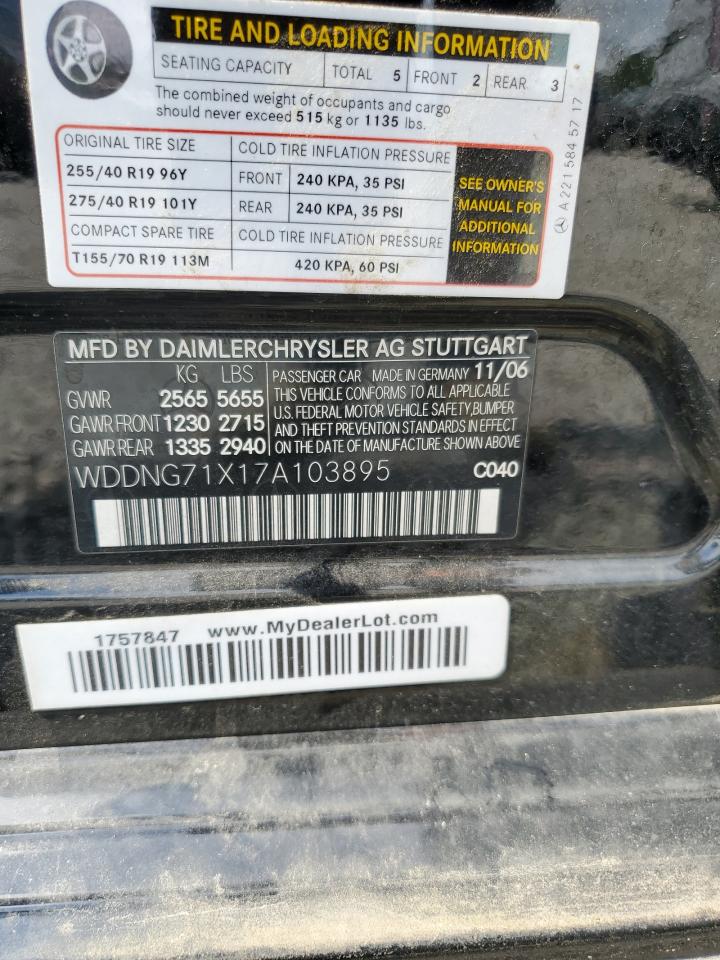 TIRE AND LOADING INFORMATION
SEATING CAPACITY TOTAL 5 FRONT 2 REAR 3
The combined weight of occupants and cargo
should never exceed 515 kg or 1135 lbs.
ORIGINAL TIRE SIZE COLD TIRE INFLATION PRESSURE
255/40 R19 96Y FRONT 240 KPA, 35 PSI
275/40 R19 101Y REAR 240 KPA, 35 PSI
COMPACT SPARE TIRE COLD TIRE INFLATION PRESSURE
T155/70 R19 113M 420 KPA, 60 PSI
SEE OWNER'S
MANUAL FOR
ADDITIONAL
INFORMATION
A 221 584 57 17
MFD BY DAIMLERCHRYSLER AG STUTTGART
KG LBS
GVWR 2565 5655
GAWR FRONT 1230 2715
GAWR REAR 1335 2940
PASSENGER CAR MADE IN GERMANY 11/06
THIS VEHICLE CONFORMS TO ALL APPLICABLE
U.S. FEDERAL MOTOR VEHICLE SAFETY,BUMPER
AND THEFT PREVENTION STANDARDS IN EFFECT
ON THE DATE OF MANUFACTURE SHOWN ABOVE
WDDNG71X17A103895 C040
1757847 www.MyDealerLot.com